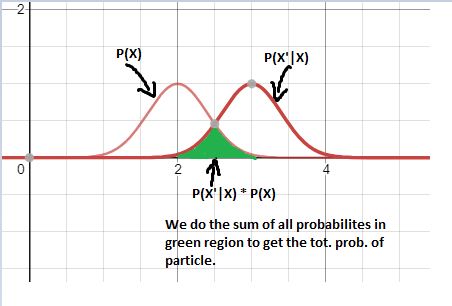 2
P(X)
P(X'|X)
0
2
4
P(X'|X) * P(X)
We do the sum of all probabilites in
green region to get the tot. prob. of
particle.